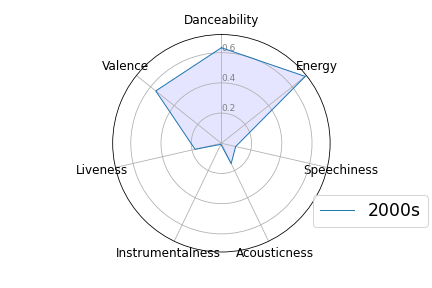 Danceability
0.6
Valence
Energy
0.4
0.2
Liveness
Speechiness
2000s
Instrumentalness
Acousticness